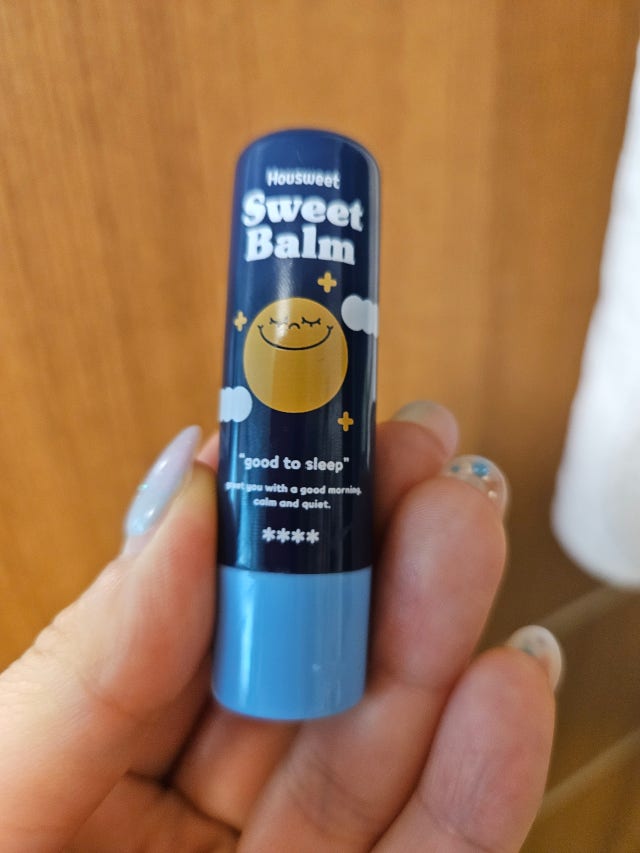 Housweet
Sweet
Balm
"good to sleep"
you with a good morning,
calm and quiet.
****